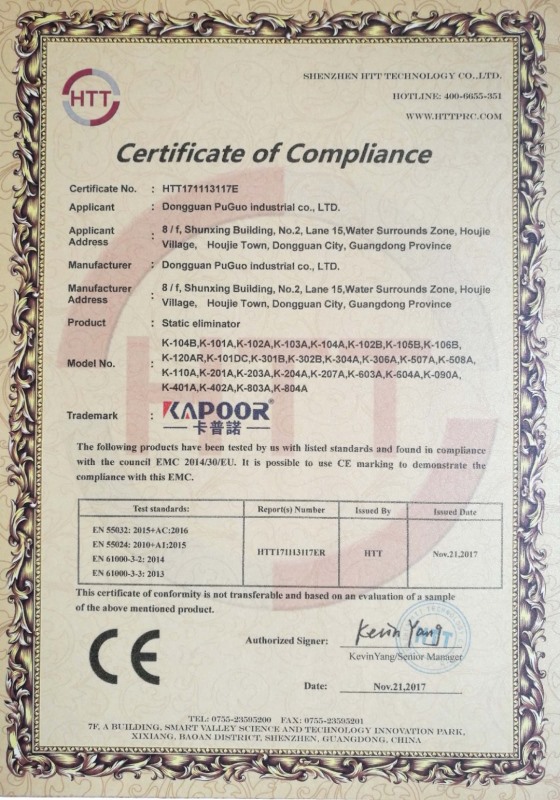 SHENZHEN HTT TECHNOLOGY CO.,LTD.
HTT
HOTLINE: 400-6655-351
WWW.HTTPRC.COM
Certificate of Compliance
Certificate No. : HTT171113117E
Applicant : Dongguan PuGuo industrial co., LTD.
Applicant Address : 8 / f, Shunxing Building, No.2, Lane 15,Water Surrounds Zone, Houjie
Village, Houjie Town, Dongguan City, Guangdong Province
Manufacturer : Dongguan PuGuo industrial co., LTD.
Manufacturer Address : 8 / f, Shunxing Building, No.2, Lane 15,Water Surrounds Zone, Houjie
Village, Houjie Town, Dongguan City, Guangdong Province
Product : Static eliminator
Model No. : K-104B,K-101A,K-102A,K-103A,K-104A,K-102B,K-105B,K-106B,
K-120AR,K-101DC,K-301B,K-302B,K-304A,K-306A,K-507A,K-508A,
K-110A,K-201A,K-203A,K-204A,K-207A,K-603A,K-604A,K-090A,
K-401A,K-402A,K-803A,K-804A
Trademark : KAPOOR®
卡普諾
The following products have been tested by us with listed standards and found in compliance
with the council EMC 2014/30/EU. It is possible to use CE marking to demonstrate the
compliance with this EMC.
Test standards: Report(s) Number Issued By Issued Date
EN 55032: 2015+AC:2016
EN 55024: 2010+A1:2015
EN 61000-3-2: 2014
EN 61000-3-3: 2013
HTT171113117ER HTT Nov.21,2017
This certificate of conformity is not transferable and based on an evaluation of a sample
of the above mentioned product.
CE
Authorized Signer: Kevin Yang
HTT
KevinYang/Senior Manager
Date: Nov.21,2017
TEL: 0755-23595200 FAX: 0755-23595201
7F, A BUILDING, SMART VALLEY SCIENCE AND TECHNOLOGY INNOVATION PARK,
XIXIANG, BAOAN DISTRICT, SHENZHEN, GUANGDONG, CHINA